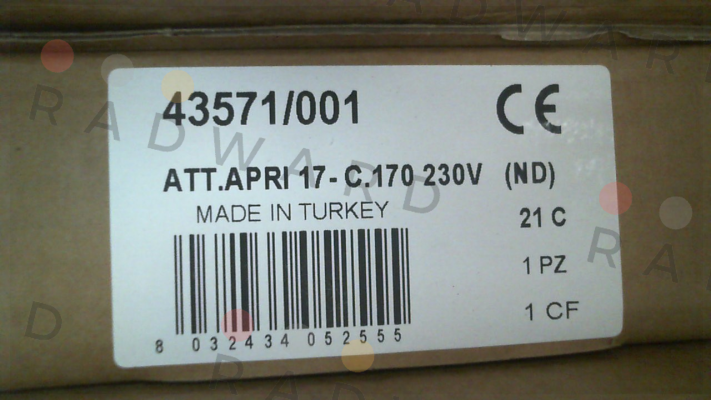 43571/001
CE
ATT.APRI 17- C.170 230V (ND)
MADE IN TURKEY
21 C
1 PZ
1 CF
8 032434 052555
RADWARD